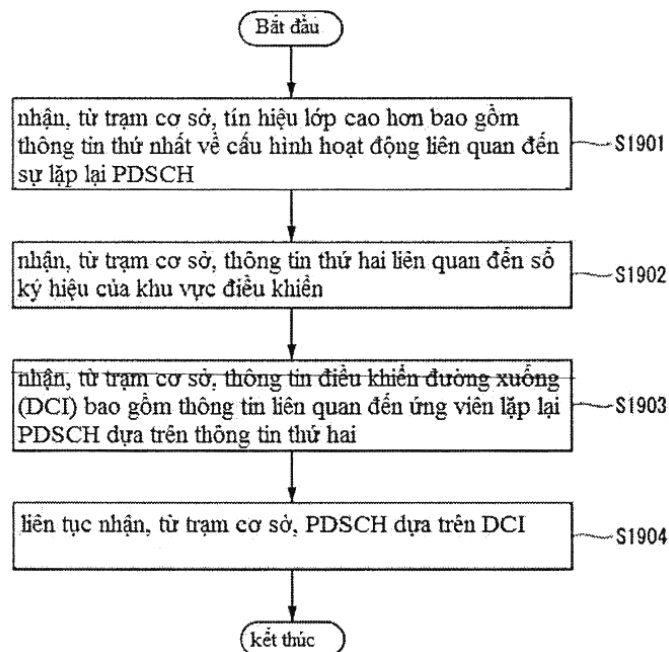 Bắt đầu
nhận, từ trạm cơ sở, tín hiệu lớp cao hơn bao gồm
thông tin thứ nhất về cấu hình hoạt động liên quan đến
sự lặp lại PDSCH
S1901
nhận, từ trạm cơ sở, thông tin thứ hai liên quan đến số
ký hiệu của khu vực điều khiển
S1902
nhận, từ trạm cơ sở, thông tin điều khiển đường xuống
(DCI) bao gồm thông tin liên quan đến ứng viên lặp lại
PDSCH dựa trên thông tin thứ hai
S1903
liên tục nhận, từ trạm cơ sở, PDSCH dựa trên DCI
S1904
kết thúc